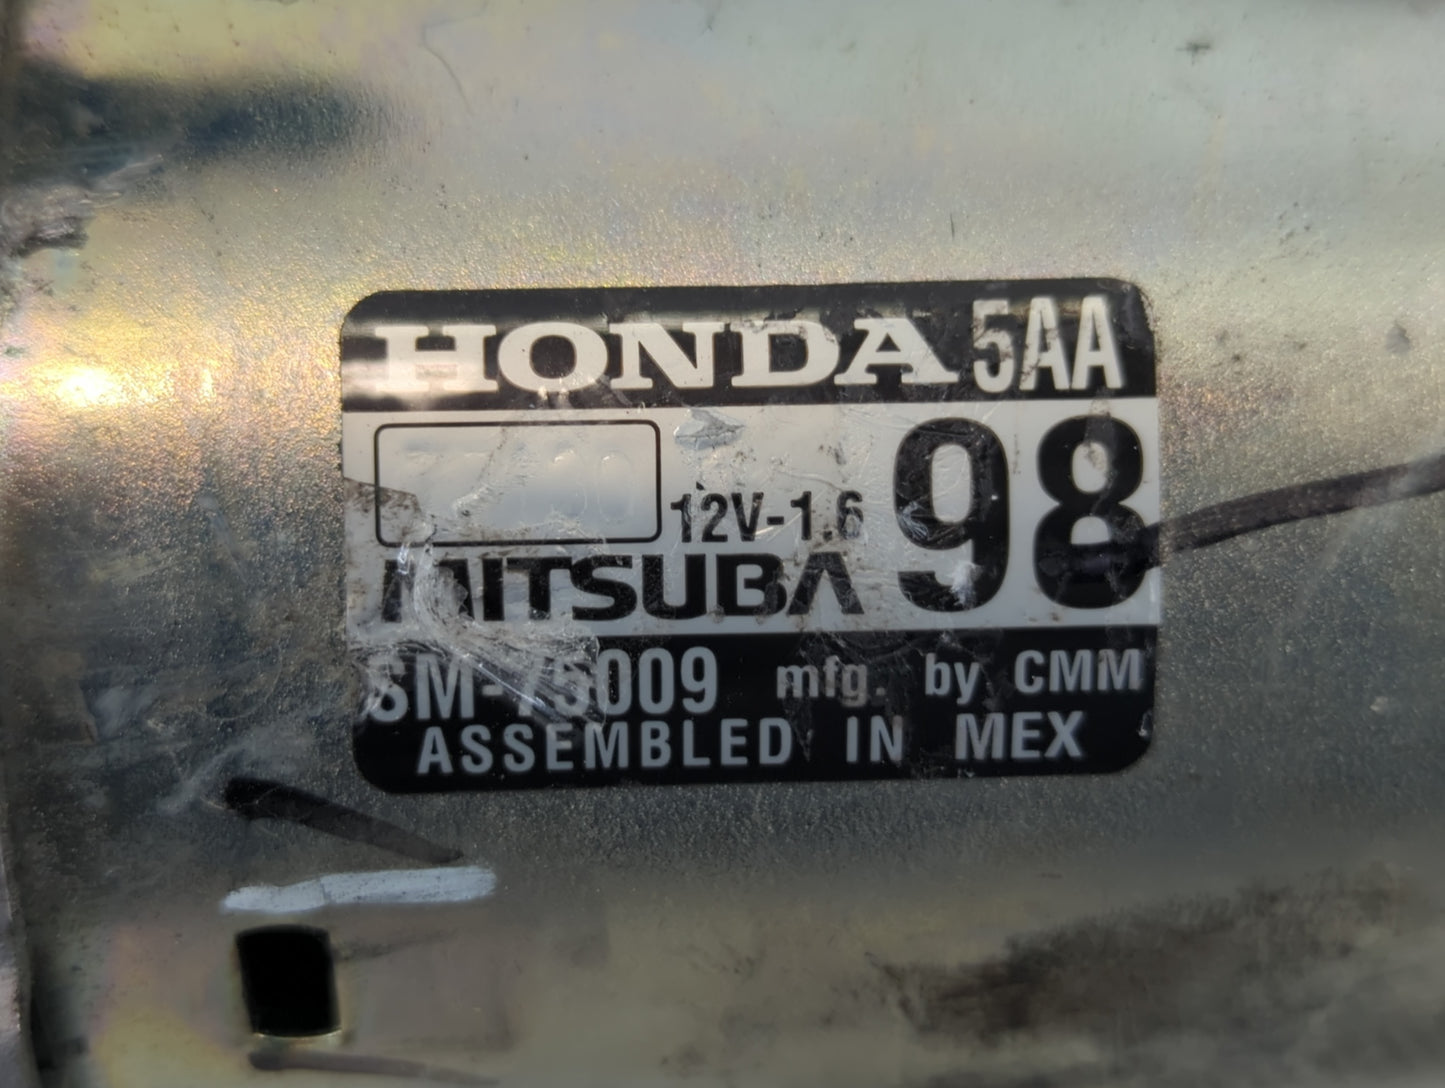 HONDA 5AA
98
12V-1.6
MITSUBA
SM-75009 mfg. by CMM
ASSEMBLED IN MEX